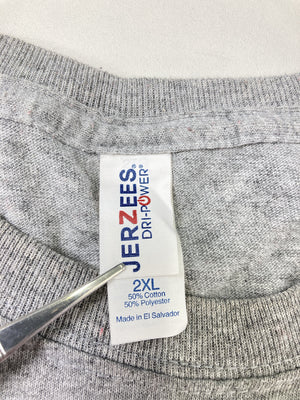 JERZEES®
DRI-POWER®
2XL
50% Cotton
50% Polyester
Made in El Salvador